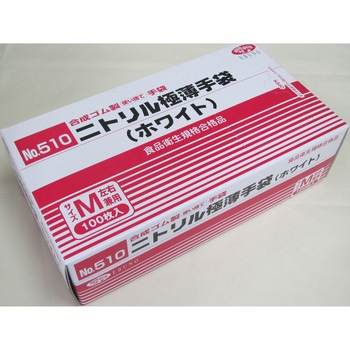 No.510
合成ゴム製 使い捨て 手袋
ニトリル極薄手袋
(ホワイト)
食品衛生規格合格品
サイズ M 左右兼用
100枚入
EBUNO
No.510
合成ゴム製 使い捨て 手袋
ニトリル極薄手袋(ホワイト)
食品衛生規格合格品
EBUNO
M